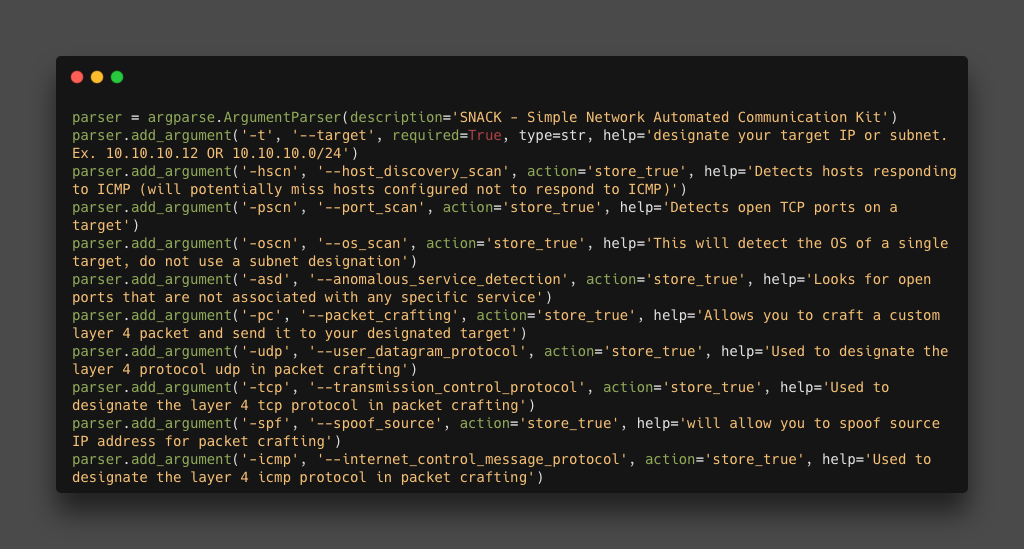 parser = argparse.ArgumentParser(description='SNACK - Simple Network Automated Communication Kit')
parser.add_argument('-t', '--target', required=True, type=str, help='designate your target IP or subnet.
Ex. 10.10.10.12 OR 10.10.10.0/24')
parser.add_argument('-hscn', '--host_discovery_scan', action='store_true', help='Detects hosts responding
to ICMP (will potentially miss hosts configured not to respond to ICMP)')
parser.add_argument('-pscn', '--port_scan', action='store_true', help='Detects open TCP ports on a
target')
parser.add_argument('-oscn', '--os_scan', action='store_true', help='This will detect the OS of a single
target, do not use a subnet designation')
parser.add_argument('-asd', '--anomalous_service_detection', action='store_true', help='Looks for open
ports that are not associated with any specific service')
parser.add_argument('-pc', '--packet_crafting', action='store_true', help='Allows you to craft a custom
layer 4 packet and send it to your designated target')
parser.add_argument('-udp', '--user_datagram_protocol', action='store_true', help='Used to designate the
layer 4 protocol udp in packet crafting')
parser.add_argument('-tcp', '--transmission_control_protocol', action='store_true', help='Used to
designate the layer 4 tcp protocol in packet crafting')
parser.add_argument('-spf', '--spoof_source', action='store_true', help='will allow you to spoof source
IP address for packet crafting')
parser.add_argument('-icmp', '--internet_control_message_protocol', action='store_true', help='Used to
designate the layer 4 icmp protocol in packet crafting')